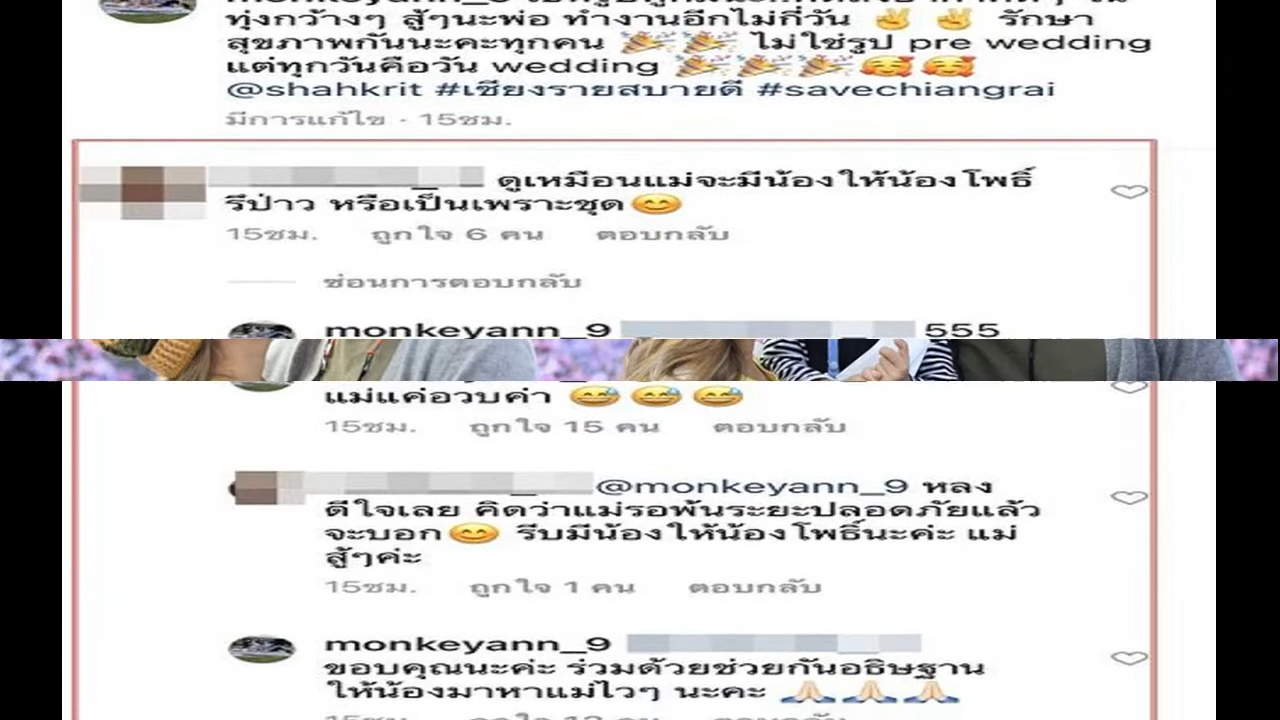 ทุ่งกว้างๆ สู้ๆนะพ่อ ทำงานอีกไม่กี่วัน ✌🏻 ✌🏻 รักษา
สุขภาพกันนะคะทุกคน 🎉 🎉 ไม่ใช่รูป pre wedding
แต่ทุกวันคือวัน wedding 🎉 🎉 🎉 🥰 🥰
@shahkrit #เชียงรายสบายดี #savechiangrai
มีการแก้ไข · 15ชม.
ดูเหมือนแม่จะมีน้องให้น้องโพธิ์
รึป่าว หรือเป็นเพราะชุด😊
15ชม. ถูกใจ 6 คน ตอบกลับ
ซ่อนการตอบกลับ
monkeyann_9 555
แม่แค่อวบค่า 😅 😅 😅
15ชม. ถูกใจ 15 คน ตอบกลับ
@monkeyann_9 หลง
ดีใจเลย คิดว่าแม่รอพ้นระยะปลอดภัยแล้ว
จะบอก😊 รีบมีน้องให้น้องโพธิ์นะค่ะ แม่
สู้ๆค่ะ
15ชม. ถูกใจ 1 คน ตอบกลับ
monkeyann_9
ขอบคุณนะค่ะ ร่วมด้วยช่วยกันอธิษฐาน
ให้น้องมาหาแม่ไวๆ นะคะ 🙏🏻 🙏🏻 🙏🏻